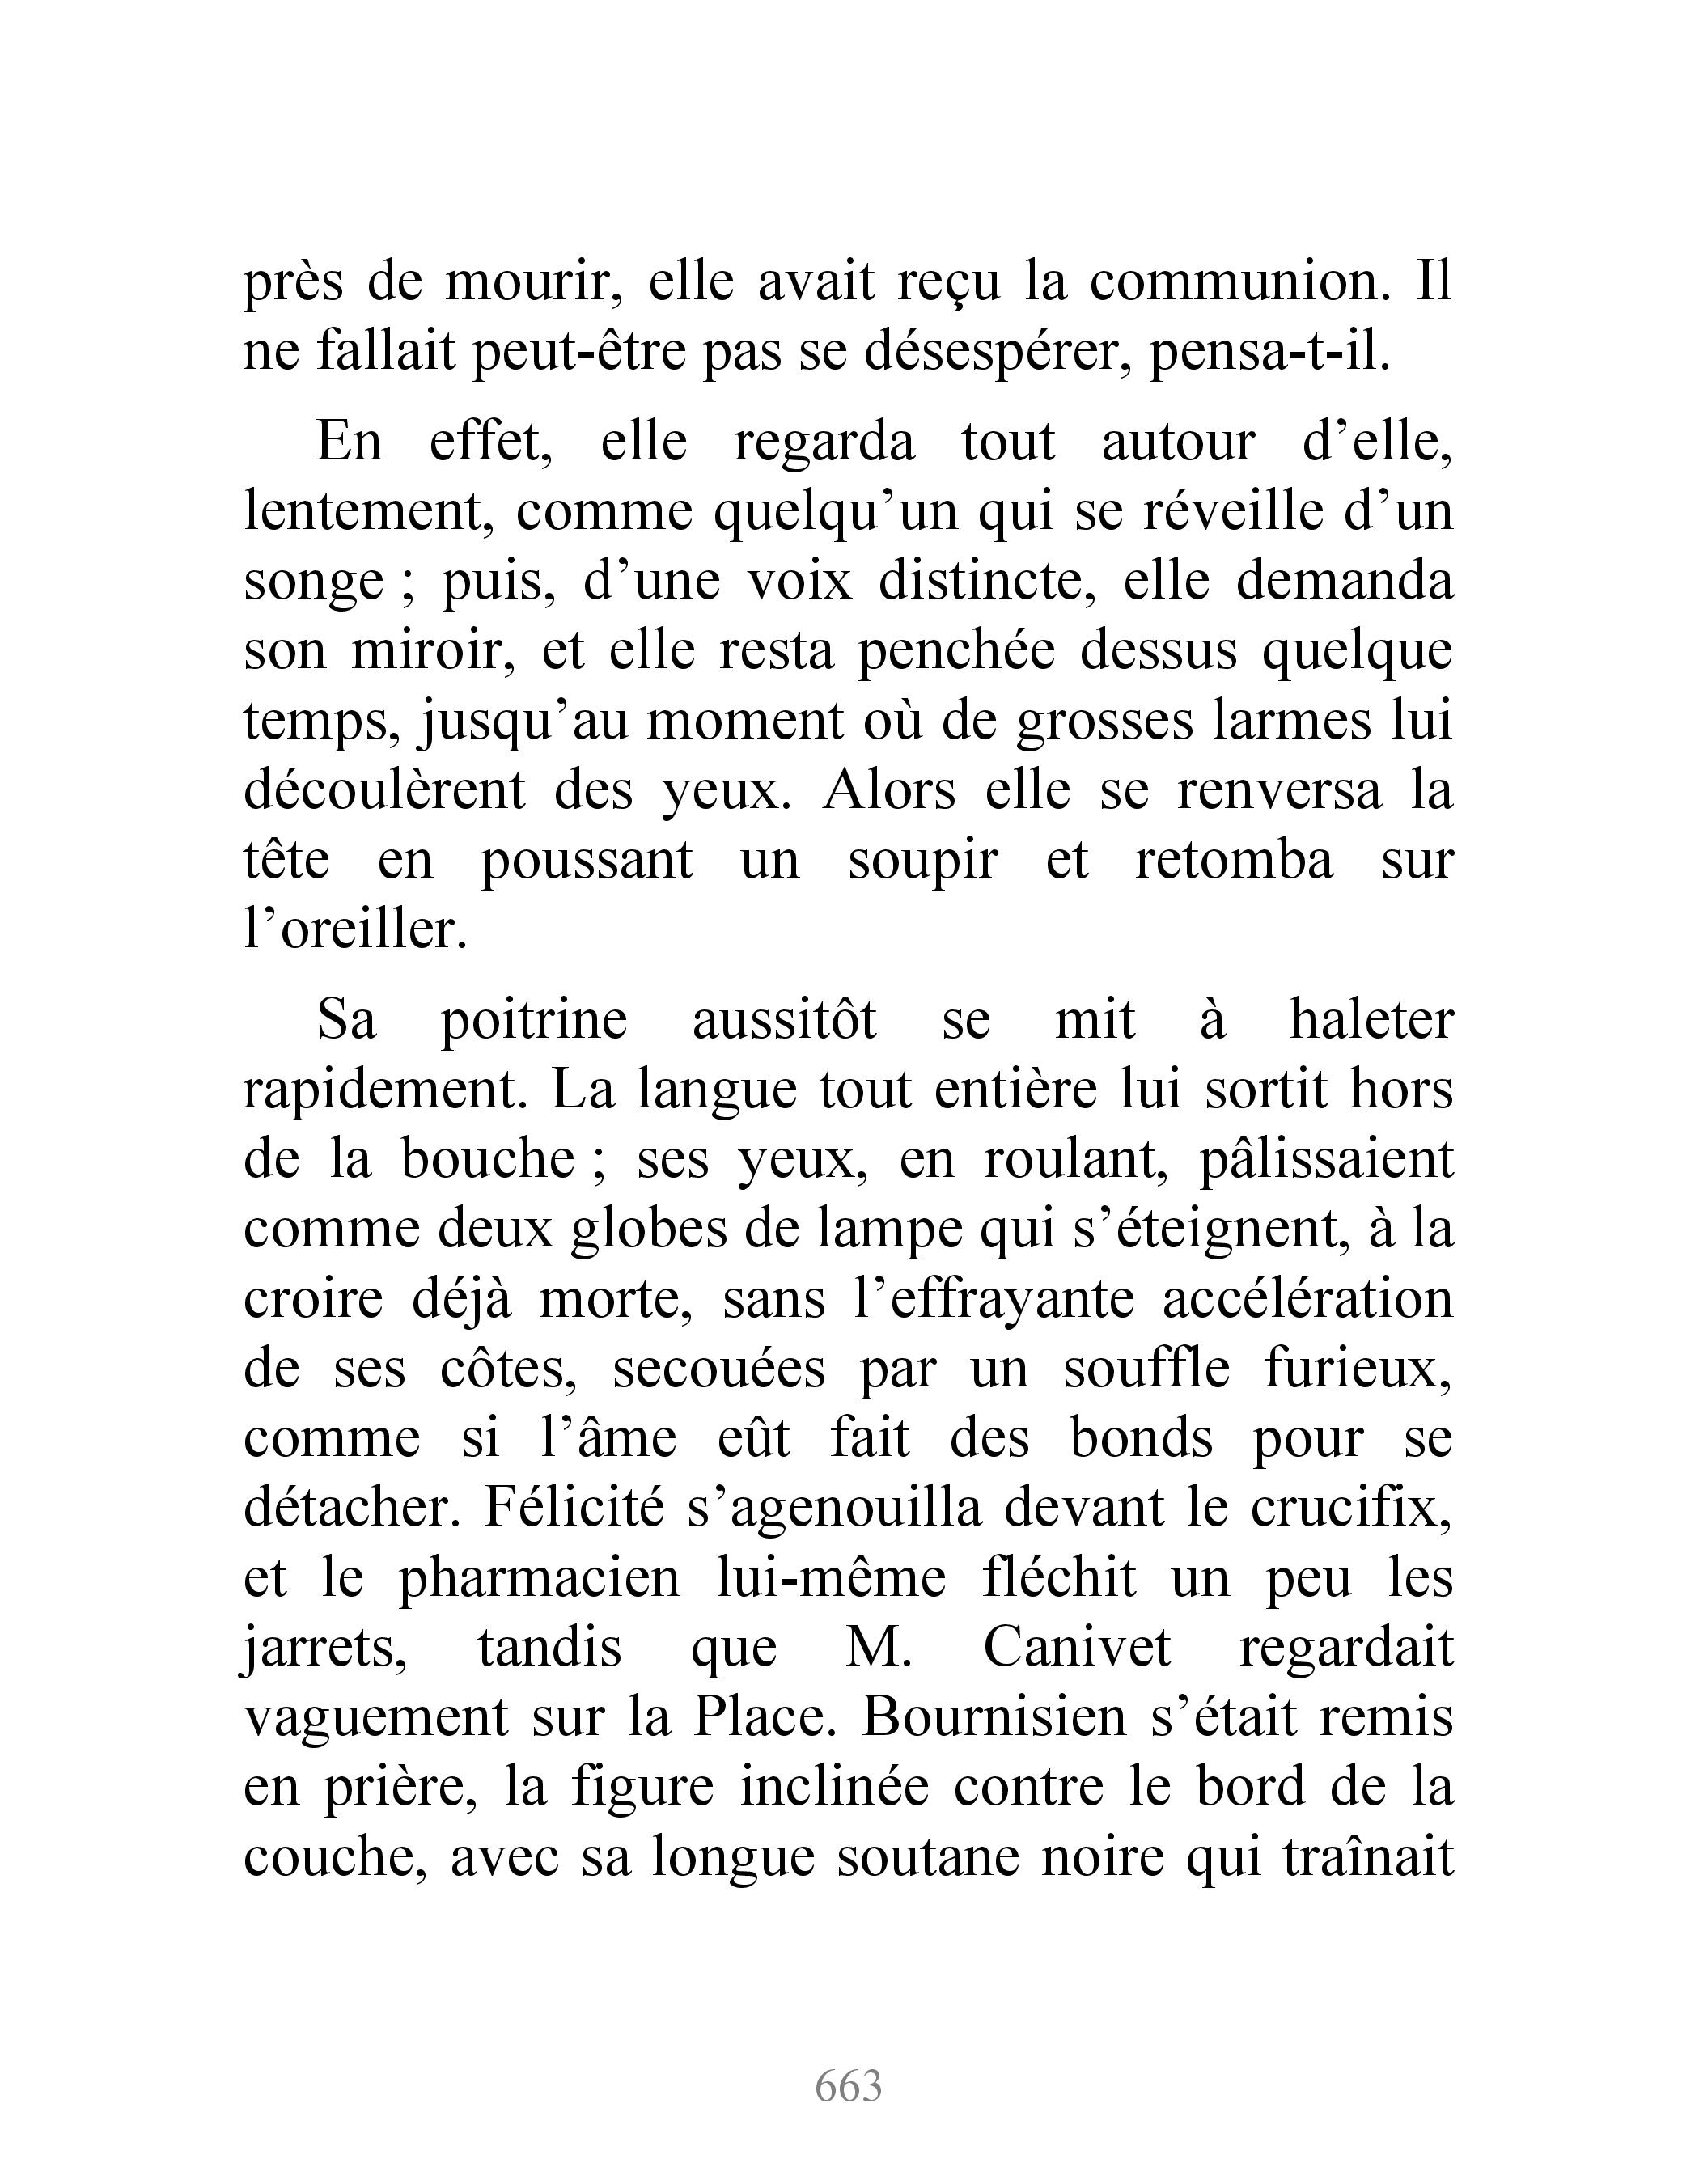 près de mourir, elle avait reçu la communion. Il
ne fallait peut-être pas se désespérer, pensa-t-il.
En effet, elle regarda tout autour d’elle,
lentement, comme quelqu’un qui se réveille d’un
songe ; puis, d’une voix distincte, elle demanda
son miroir, et elle resta penchée dessus quelque
temps, jusqu’au moment où de grosses larmes lui
découlèrent des yeux. Alors elle se renversa la
tête en poussant un soupir et retomba sur
l’oreiller.
Sa poitrine aussitôt se mit à haleter
rapidement. La langue tout entière lui sortit hors
de la bouche ; ses yeux, en roulant, pâlissaient
comme deux globes de lampe qui s’éteignent, à la
croire déjà morte, sans l’effrayante accélération
de ses côtes, secouées par un souffle furieux,
comme si l’âme eût fait des bonds pour se
détacher. Félicité s’agenouilla devant le crucifix,
et le pharmacien lui-même fléchit un peu les
jarrets, tandis que M. Canivet regardait
vaguement sur la Place. Bournisien s’était remis
en prière, la figure inclinée contre le bord de la
couche, avec sa longue soutane noire qui traînait
663